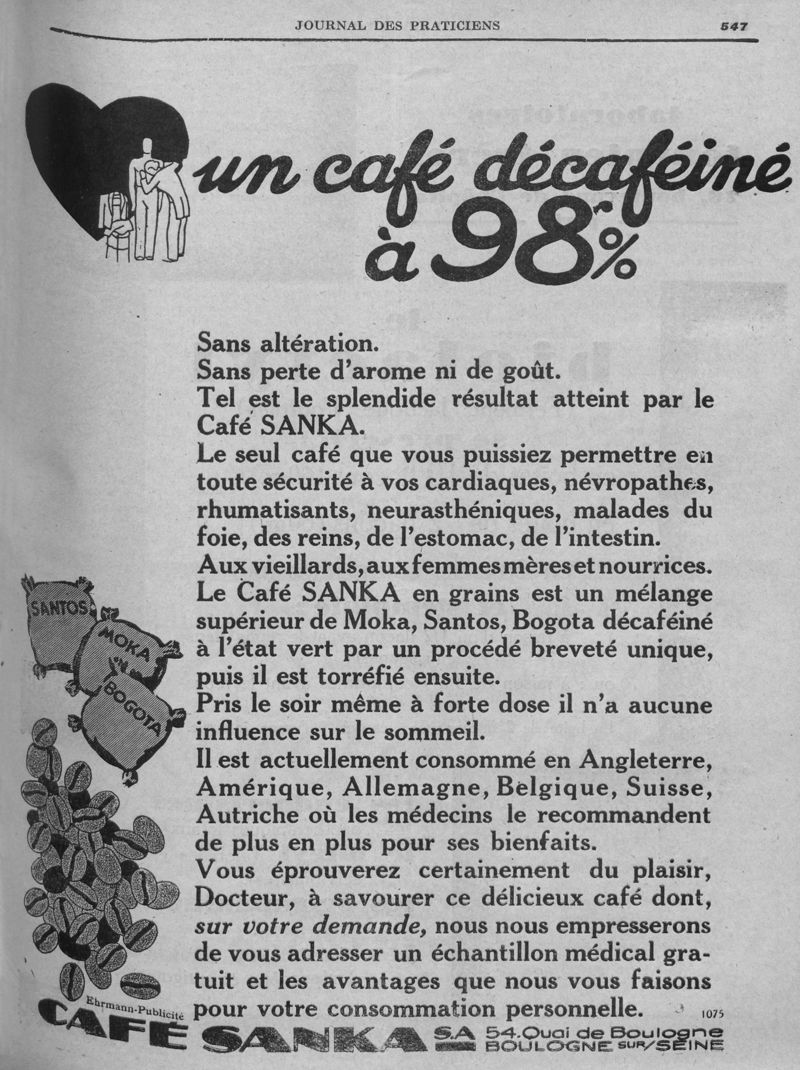 JOURNAL DES PRATICIENS
547
un café décaféiné
à 98%
Sans altération.
Sans perte d'arome ni de goût.
Tel est le splendide résultat atteint par le
Café SANKA.
Le seul café que vous puissiez permettre en
toute sécurité à vos cardiaques, névropathes,
rhumatisants, neurasthéniques, malades du
foie, des reins, de l'estomac, de l'intestin.
Aux vieillards, aux femmes mères et nourrices.
Le Café SANKA en grains est un mélange
supérieur de Moka, Santos, Bogota décaféiné
à l'état vert par un procédé breveté unique,
puis il est torréfié ensuite.
Pris le soir même à forte dose il n'a aucune
influence sur le sommeil.
Il est actuellement consommé en Angleterre,
Amérique, Allemagne, Belgique, Suisse,
Autriche où les médecins le recommandent
de plus en plus pour ses bienfaits.
Vous éprouverez certainement du plaisir,
Docteur, à savourer ce délicieux café dont,
sur votre demande, nous nous empresserons
de vous adresser un échantillon médical gra-
tuit et les avantages que nous vous faisons
pour votre consommation personnelle.
1075
SANTOS
MOKA
BOGOTA
Ehrmann-Publicité
CAFÉ SANKA S.A 54.Quai de Boulogne
BOULOGNE SUR/SEINE